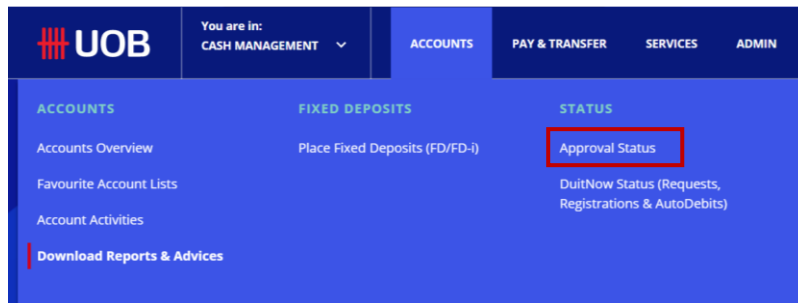 UOB
You are in:
CASH MANAGEMENT
ACCOUNTS
PAY & TRANSFER
SERVICES
ADMIN
ACCOUNTS
Accounts Overview
Favourite Account Lists
Account Activities
Download Reports & Advices
FIXED DEPOSITS
Place Fixed Deposits (FD/FD-i)
STATUS
Approval Status
DuitNow Status (Requests,
Registrations & AutoDebits)